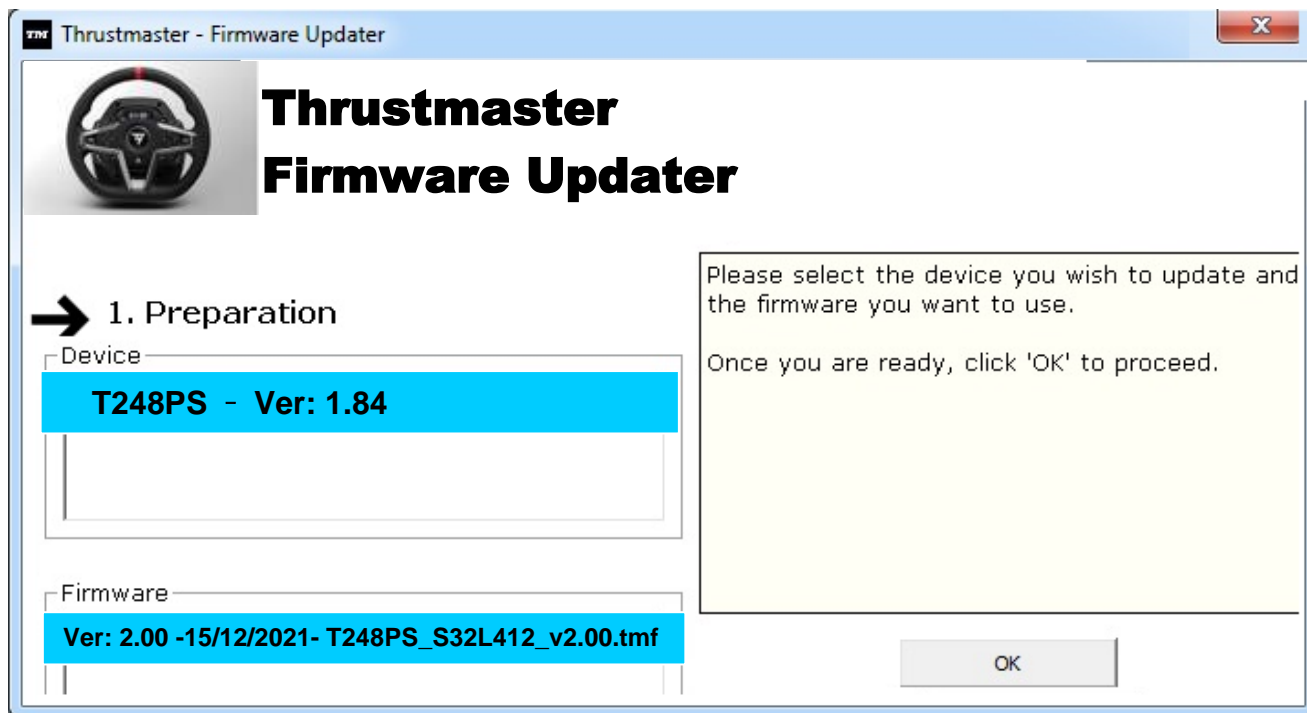 TM Thrustmaster - Firmware Updater
Thrustmaster
Firmware Updater
1. Preparation
Device
T248PS - Ver: 1.84
Firmware
Ver: 2.00 -15/12/2021- T248PS_S32L412_v2.00.tmf
Please select the device you wish to update and
the firmware you want to use.
Once you are ready, click 'OK' to proceed.
OK